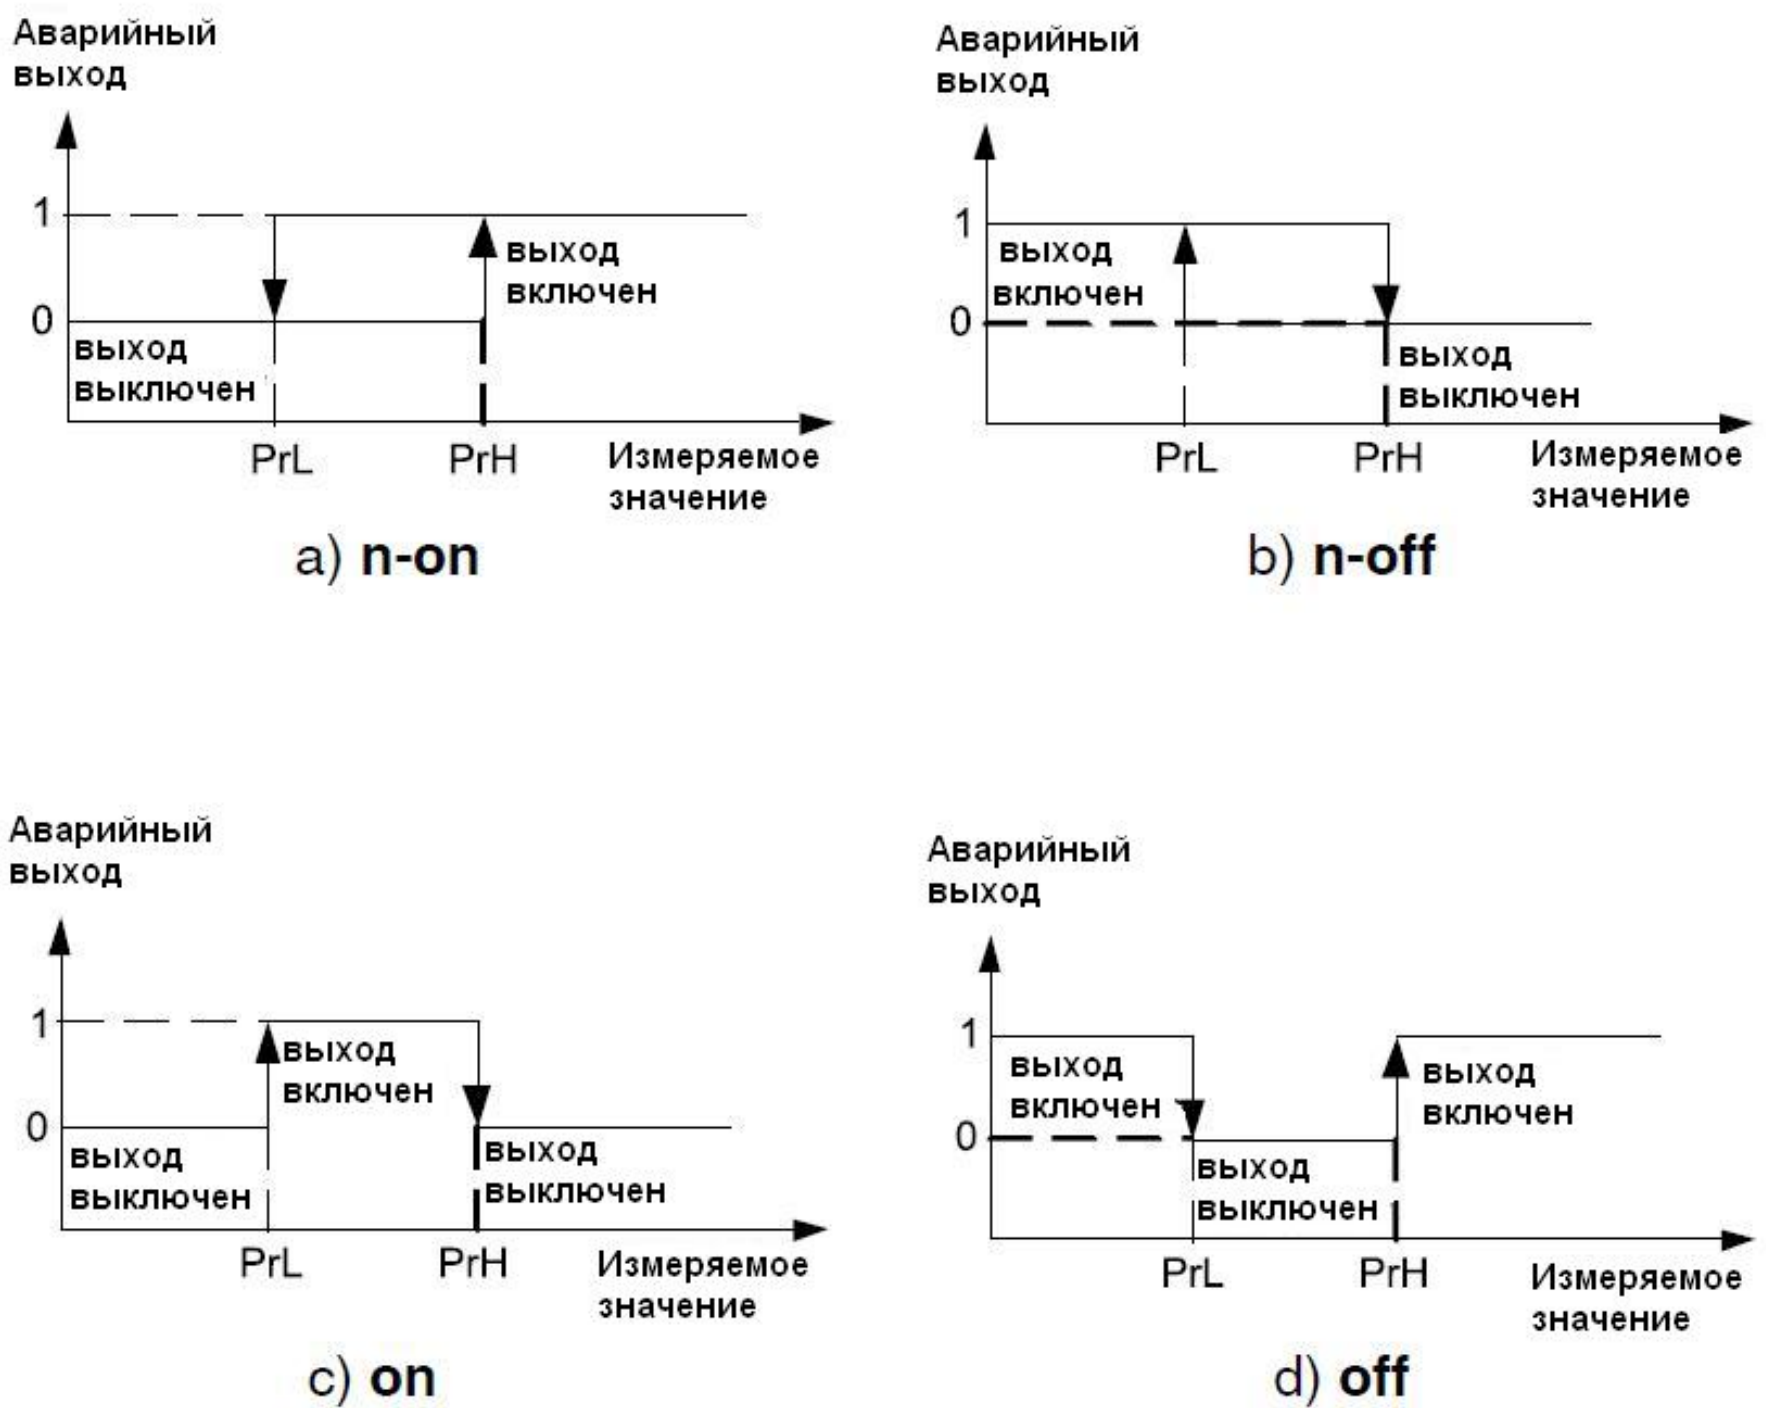 Аварийный
выход
1
0
выход
включен
выход
выключен
PrL
PrH
Измеряемое
значение
a) n-on
Аварийный
выход
1
0
выход
включен
выход
выключен
PrL
PrH
Измеряемое
значение
b) n-off
Аварийный
выход
1
0
выход
включен
выход
выключен
выход
выключен
PrL
PrH
Измеряемое
значение
c) on
Аварийный
выход
1
0
выход
включен
выход
включен
выход
выключен
PrL
PrH
Измеряемое
значение
d) off